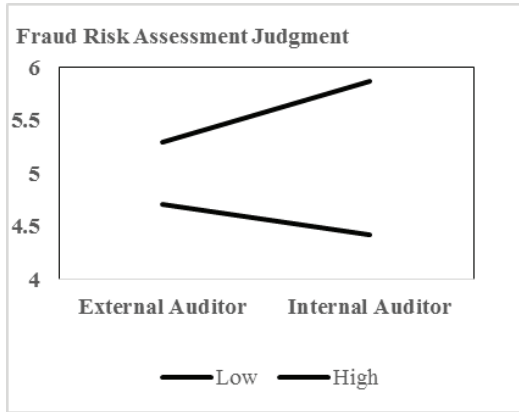 Fraud Risk Assessment Judgment
6
5.5
5
4.5
4
External Auditor Internal Auditor
Low High